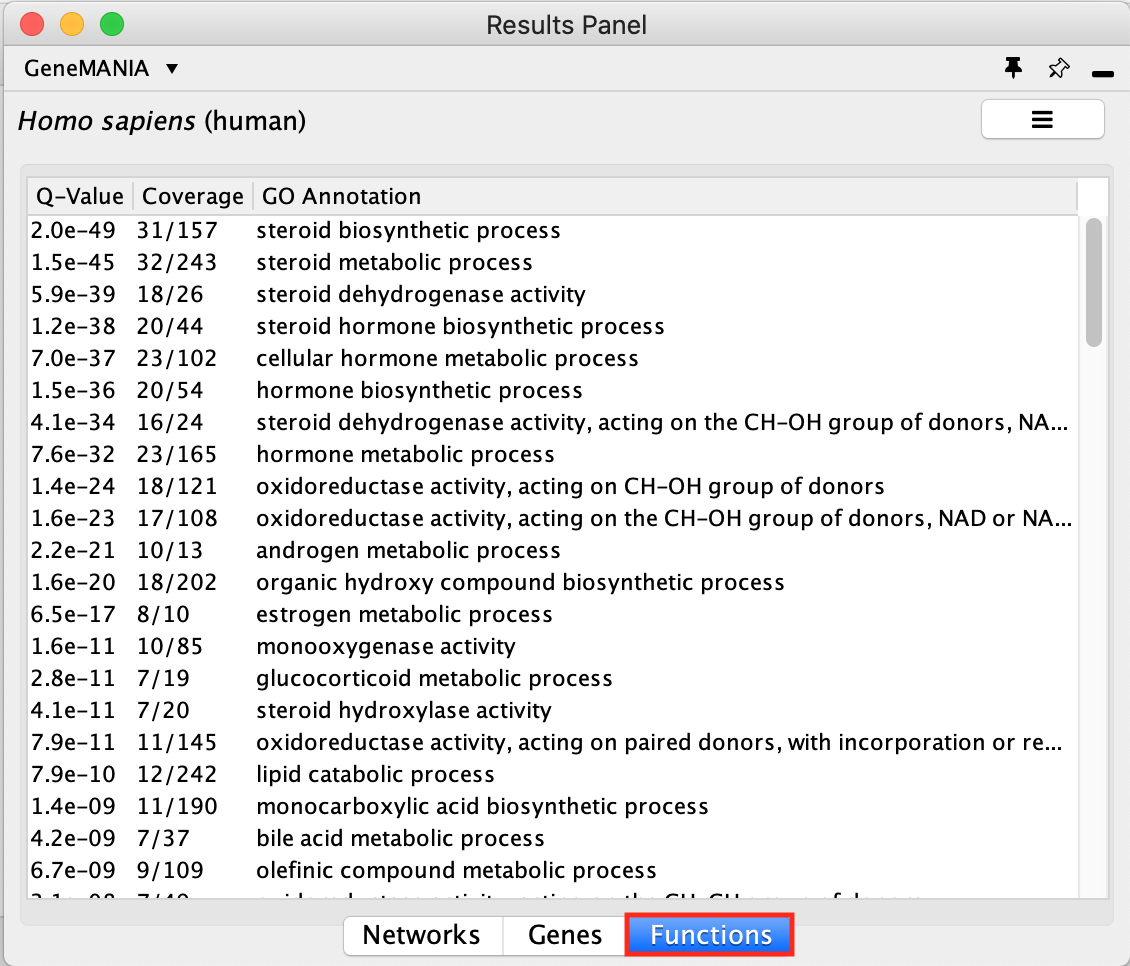 Results Panel
GeneMANIA
Homo sapiens (human)
Q-Value Coverage GO Annotation
2.0e-49 31/157 steroid biosynthetic process
1.5e-45 32/243 steroid metabolic process
5.9e-39 18/26 steroid dehydrogenase activity
1.2e-38 20/44 steroid hormone biosynthetic process
7.0e-37 23/102 cellular hormone metabolic process
1.5e-36 20/54 hormone biosynthetic process
4.1e-34 16/24 steroid dehydrogenase activity, acting on the CH-OH group of donors, NA...
7.6e-32 23/165 hormone metabolic process
1.4e-24 18/121 oxidoreductase activity, acting on CH-OH group of donors
1.6e-23 17/108 oxidoreductase activity, acting on the CH-OH group of donors, NAD or NA...
2.2e-21 10/13 androgen metabolic process
1.6e-20 18/202 organic hydroxy compound biosynthetic process
6.5e-17 8/10 estrogen metabolic process
1.6e-11 10/85 monooxygenase activity
2.8e-11 7/19 glucocorticoid metabolic process
4.1e-11 7/20 steroid hydroxylase activity
7.9e-11 11/145 oxidoreductase activity, acting on paired donors, with incorporation or re...
7.9e-10 12/242 lipid catabolic process
1.4e-09 11/190 monocarboxylic acid biosynthetic process
4.2e-09 7/37 bile acid metabolic process
6.7e-09 9/109 olefinic compound metabolic process
Networks Genes Functions